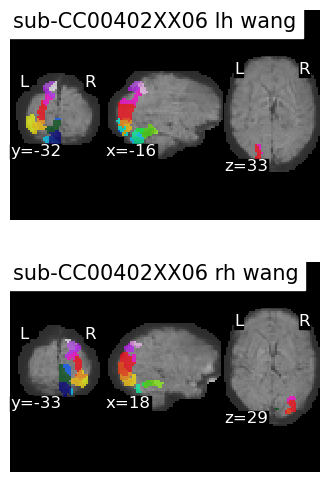 sub-CC00402XX06 lh wang
L R
L R
y=-32 x=-16 z=33
sub-CC00402XX06 rh wang
L R
L R
y=-33 x=18 z=29